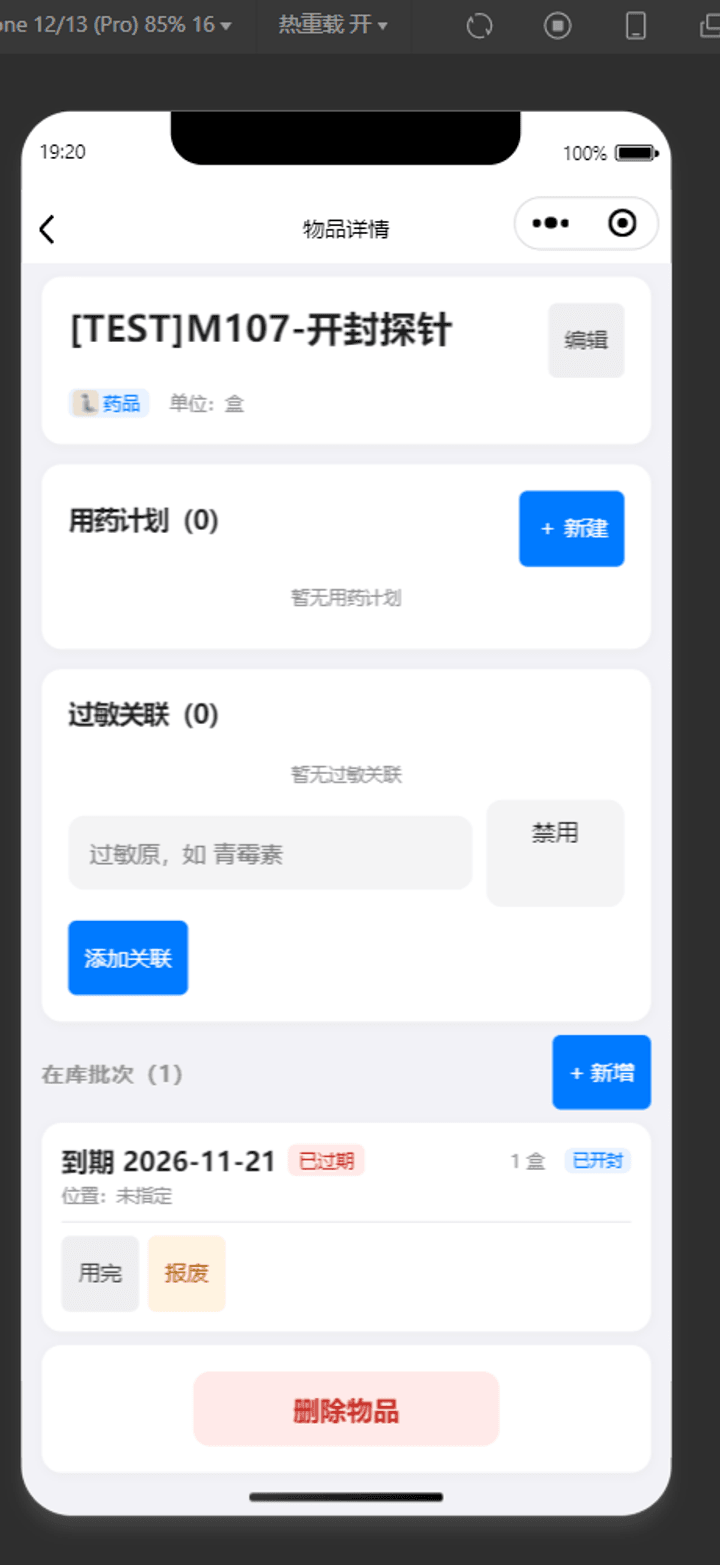 one 12/13 (Pro) 85% 16 热重载 开
19:20 100%
物品详情
[TEST]M107-开封探针
编辑
药品 单位: 盒
用药计划 (0)
+ 新建
暂无用药计划
过敏关联 (0)
暂无过敏关联
过敏原，如 青霉素
禁用
添加关联
在库批次 (1)
+ 新增
到期 2026-11-21 已过期 1 盒 已开封
位置: 未指定
用完 报废
删除物品